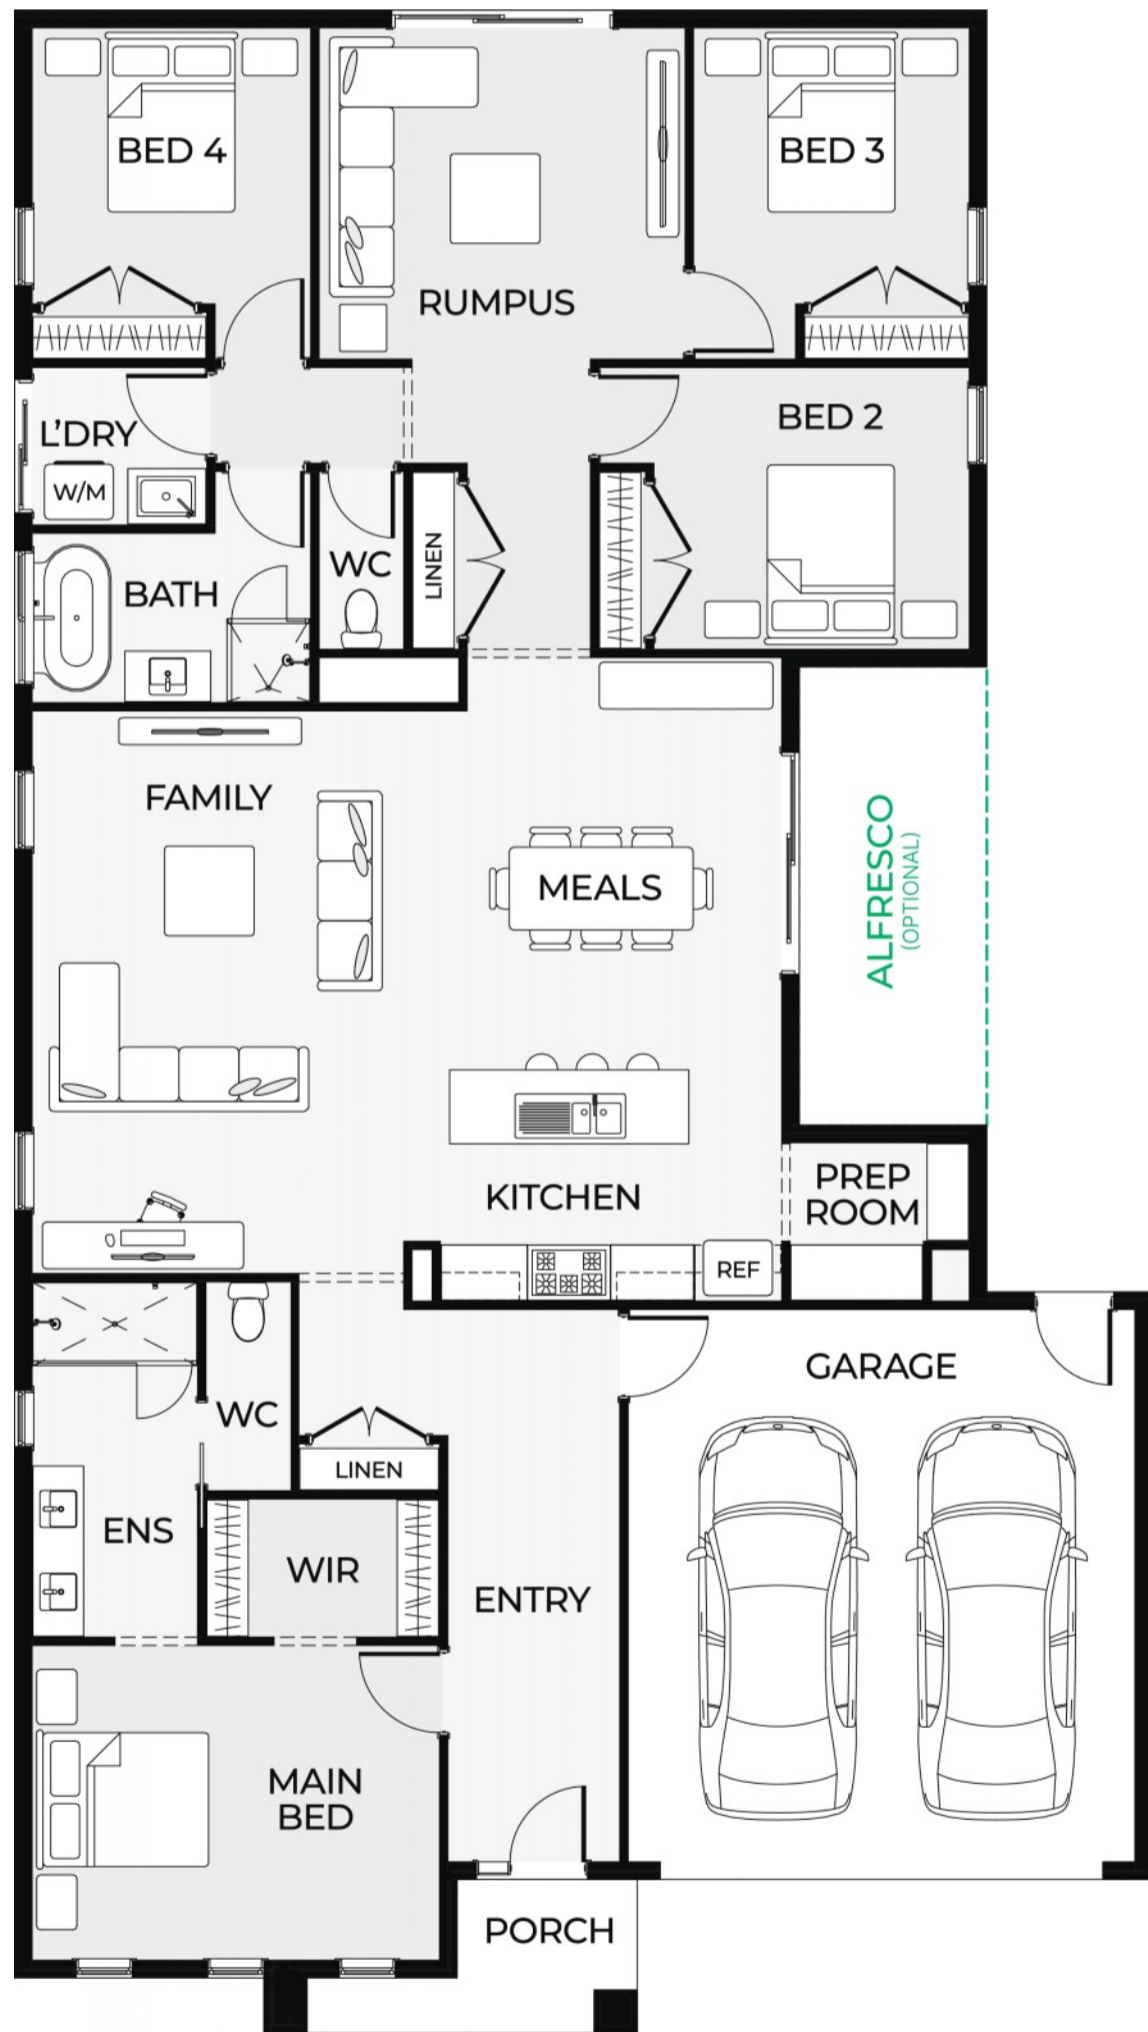 BED 4
BED 3
RUMPUS
BED 2
L'DRY
W/M
LINEN
WC
BATH
FAMILY
MEALS
ALFRESCO
(OPTIONAL)
KITCHEN
PREP
ROOM
REF
GARAGE
WC
LINEN
ENS
WIR
ENTRY
MAIN
BED
PORCH